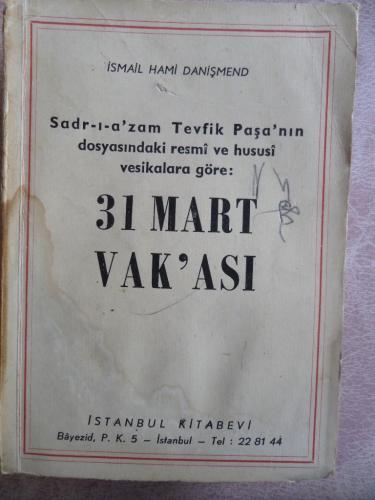 İSMAİL HAMİ DANİŞMEND
Sadr-ı-a'zam Tevfik Paşa'nın
dosyasındaki resmî ve hususî
vesikalara göre:
31 MART
VAK'ASI
İSTANBUL KİTABEVİ
Bâyezid, P. K. 5 – İstanbul – Tel : 22 81 44